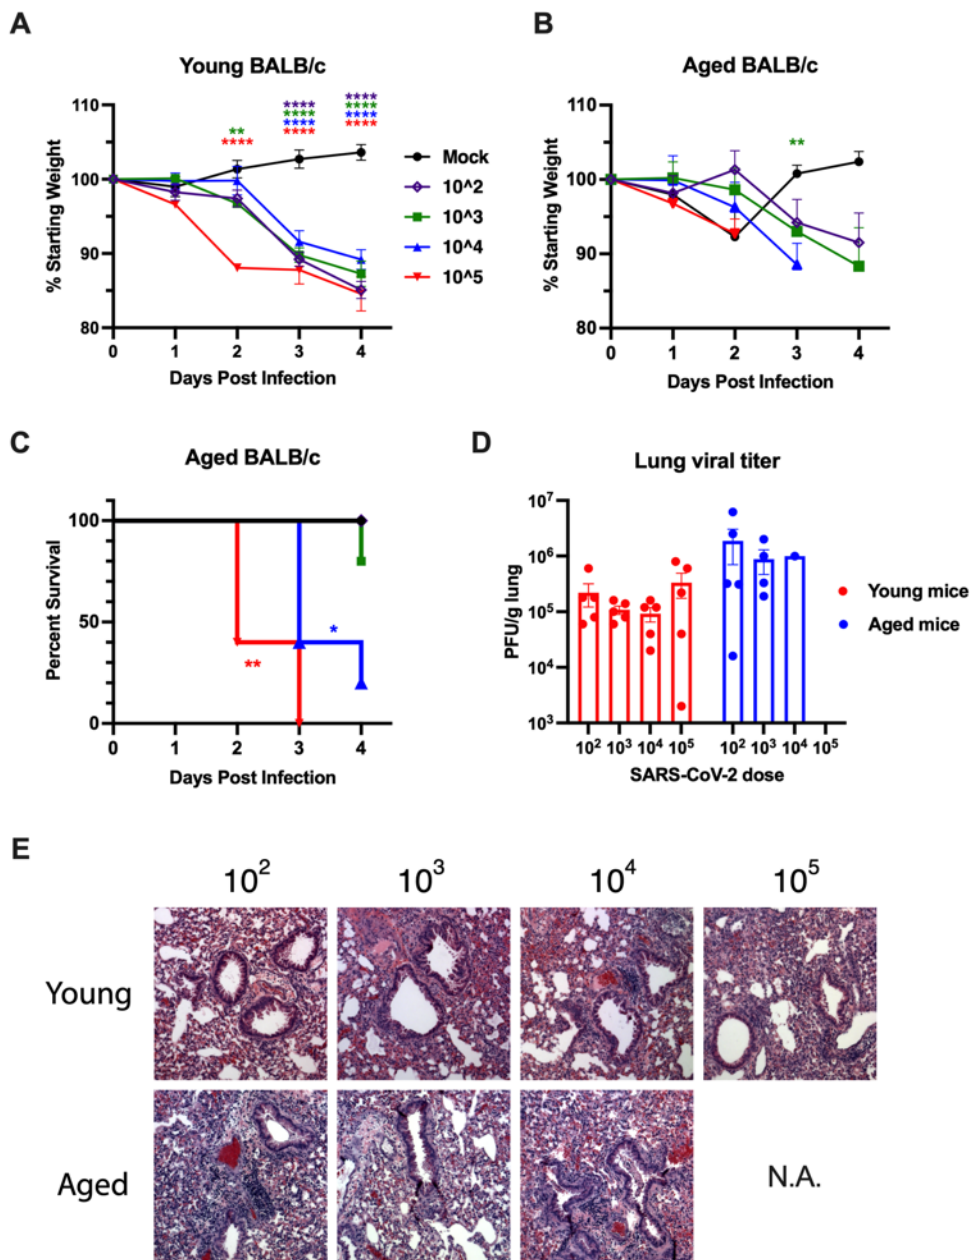 A
Young BALB/c
110
100
90
80
% Starting Weight
** 
****
****
****
****
****
****
****
****
****
0 1 2 3 4
Days Post Infection
Mock
10^2
10^3
10^4
10^5
B
Aged BALB/c
110
100
90
80
% Starting Weight
**
0 1 2 3 4
Days Post Infection
C
Aged BALB/c
100
50
0
Percent Survival
**
*
0 1 2 3 4
Days Post Infection
D
Lung viral titer
10⁷
10⁶
10⁵
10⁴
10³
PFU/g lung
10² 10³ 10⁴ 10⁵ 10² 10³ 10⁴ 10⁵
SARS-CoV-2 dose
Young mice
Aged mice
E
10² 10³ 10⁴ 10⁵
Young
Aged
N.A.